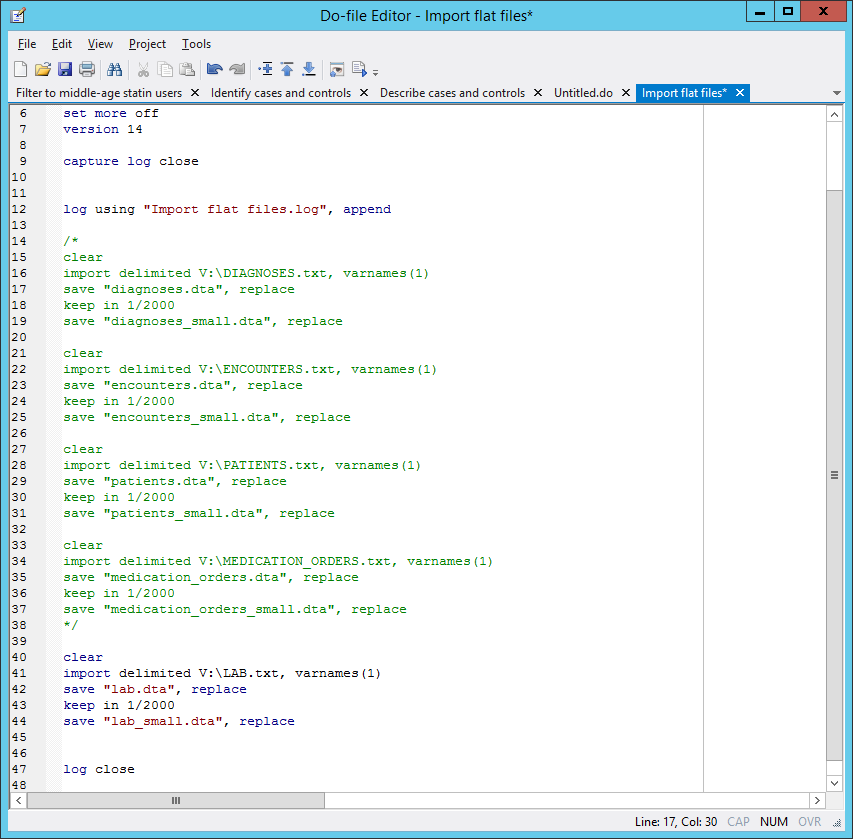 Do-file Editor - Import flat files*
File Edit View Project Tools
Filter to middle-age statin users Identify cases and controls Describe cases and controls Untitled.do Import flat files*
6 set more off
7 version 14
8
9 capture log close
10
11
12 log using "Import flat files.log", append
13
14 /*
15 clear
16 import delimited V:\DIAGNOSES.txt, varnames(1)
17 save "diagnoses.dta", replace
18 keep in 1/2000
19 save "diagnoses_small.dta", replace
20
21 clear
22 import delimited V:\ENCOUNTERS.txt, varnames(1)
23 save "encounters.dta", replace
24 keep in 1/2000
25 save "encounters_small.dta", replace
26
27 clear
28 import delimited V:\PATIENTS.txt, varnames(1)
29 save "patients.dta", replace
30 keep in 1/2000
31 save "patients_small.dta", replace
32
33 clear
34 import delimited V:\MEDICATION_ORDERS.txt, varnames(1)
35 save "medication_orders.dta", replace
36 keep in 1/2000
37 save "medication_orders_small.dta", replace
38 */
39
40 clear
41 import delimited V:\LAB.txt, varnames(1)
42 save "lab.dta", replace
43 keep in 1/2000
44 save "lab_small.dta", replace
45
46
47 log close
48
Line: 17, Col: 30 CAP NUM OVR